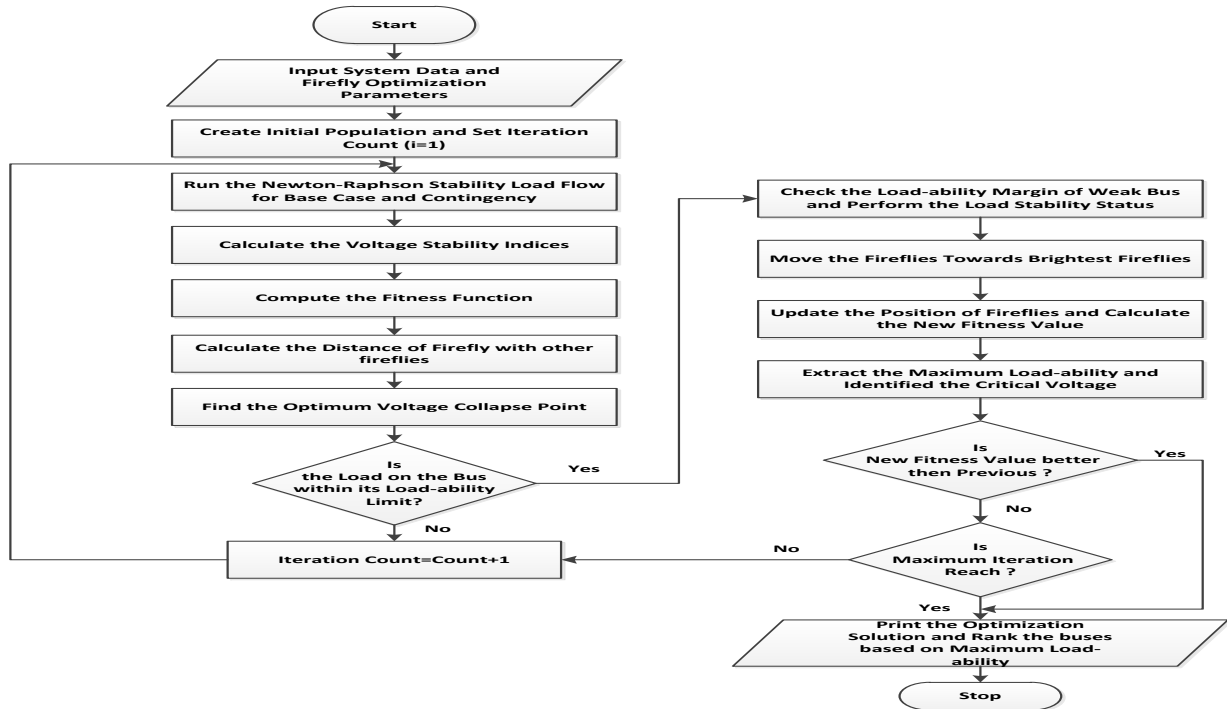 Start
Input System Data and
Firefly Optimization
Parameters
Create Initial Population and Set Iteration
Count (i=1)
Run the Newton-Raphson Stability Load Flow
for Base Case and Contingency
Calculate the Voltage Stability Indices
Compute the Fitness Function
Calculate the Distance of Firefly with other
fireflies
Find the Optimum Voltage Collapse Point
Is
the Load on the Bus
within its Load-ability
Limit?
Yes
No
Iteration Count=Count+1
Check the Load-ability Margin of Weak Bus
and Perform the Load Stability Status
Move the Fireflies Towards Brightest Fireflies
Update the Position of Fireflies and Calculate
the New Fitness Value
Extract the Maximum Load-ability and
Identified the Critical Voltage
Is
New Fitness Value better
then Previous ?
Yes
No
Is
Maximum Iteration
Reach ?
No
Yes
Print the Optimization
Solution and Rank the buses
based on Maximum Load-
ability
Stop